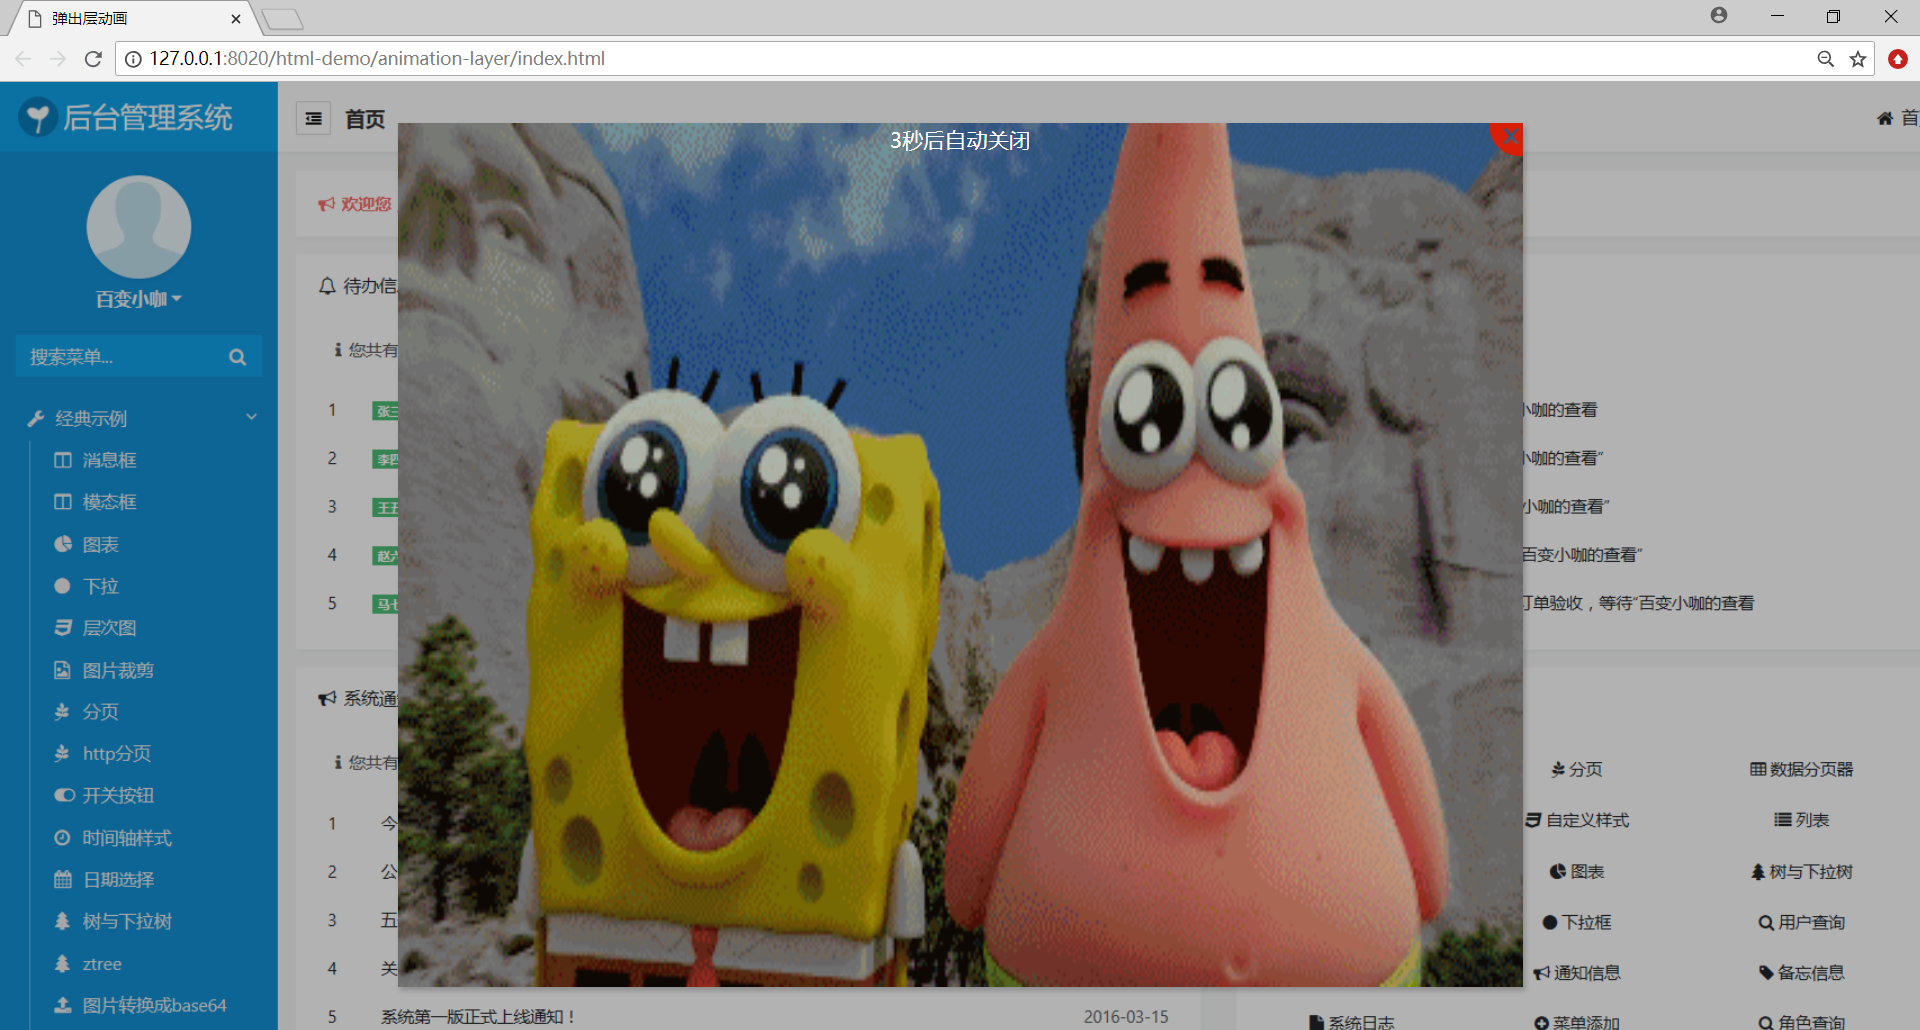 弹出层动画
127.0.0.1:8020/html-demo/animation-layer/index.html
后台管理系统
首页
首
3秒后自动关闭
百变小咖
搜索菜单...
经典示例
消息框
模态框
图表
下拉
层次图
图片裁剪
分页
http分页
开关按钮
时间轴样式
日期选择
树与下拉树
ztree
图片转换成base64
欢迎您
待办信
您共有
1 张三 小咖的查看
2 李四 小咖的查看”
3 王五 小咖的查看”
4 赵六 百变小咖的查看”
5 马七 订单验收，等待“百变小咖的查看
系统通
您共有
1 今
2 公
3 五
4 关
5 系统第一版正式上线通知！ 2016-03-15
分页 数据分页器
自定义样式 列表
图表 树与下拉树
下拉框 用户查询
通知信息 备忘信息
系统日志 菜单添加 角色查询